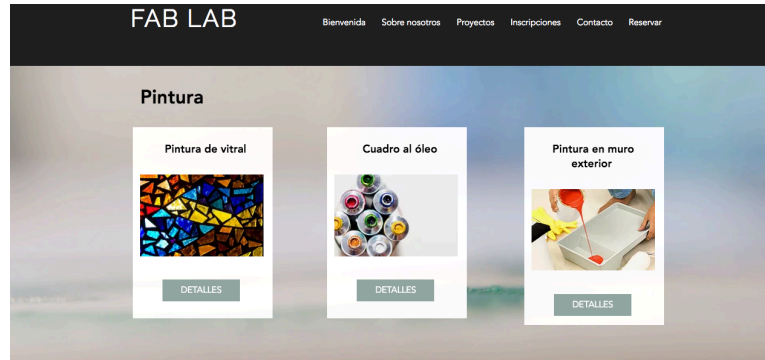 FAB LAB
Bienvenida Sobre nosotros Proyectos Inscripciones Contacto Reservar
Pintura
Pintura de vitral
DETALLES
Cuadro al óleo
DETALLES
Pintura en muro
exterior
DETALLES